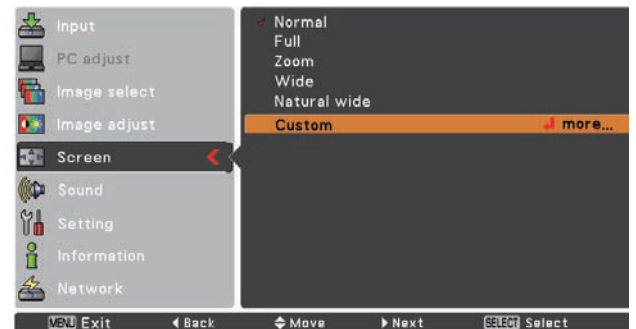 Input
PC adjust
Image select
Image adjust
Screen
Sound
Setting
Information
Network
Normal
Full
Zoom
Wide
Natural wide
Custom more...
MENU Exit Back Move Next SELECT Select